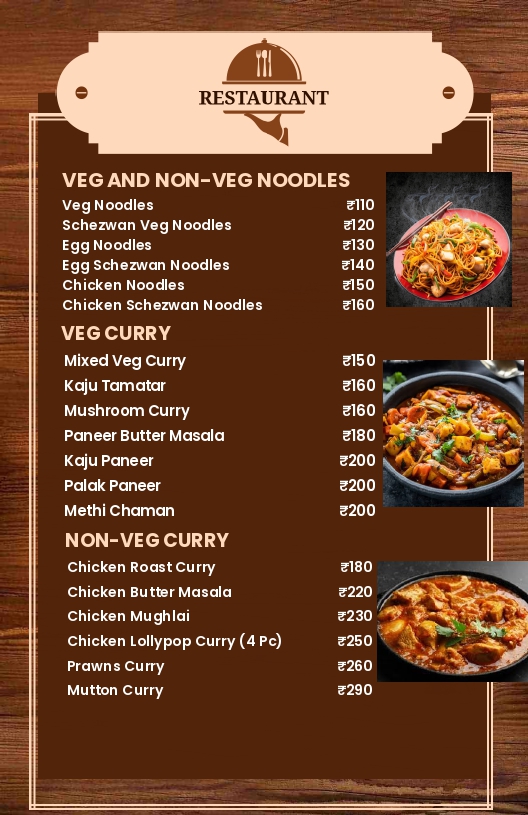 RESTAURANT
VEG AND NON-VEG NOODLES
Veg Noodles ₹110
Schezwan Veg Noodles ₹120
Egg Noodles ₹130
Egg Schezwan Noodles ₹140
Chicken Noodles ₹150
Chicken Schezwan Noodles ₹160
VEG CURRY
Mixed Veg Curry ₹150
Kaju Tamatar ₹160
Mushroom Curry ₹160
Paneer Butter Masala ₹180
Kaju Paneer ₹200
Palak Paneer ₹200
Methi Chaman ₹200
NON-VEG CURRY
Chicken Roast Curry ₹180
Chicken Butter Masala ₹220
Chicken Mughlai ₹230
Chicken Lollypop Curry (4 Pc) ₹250
Prawns Curry ₹260
Mutton Curry ₹290